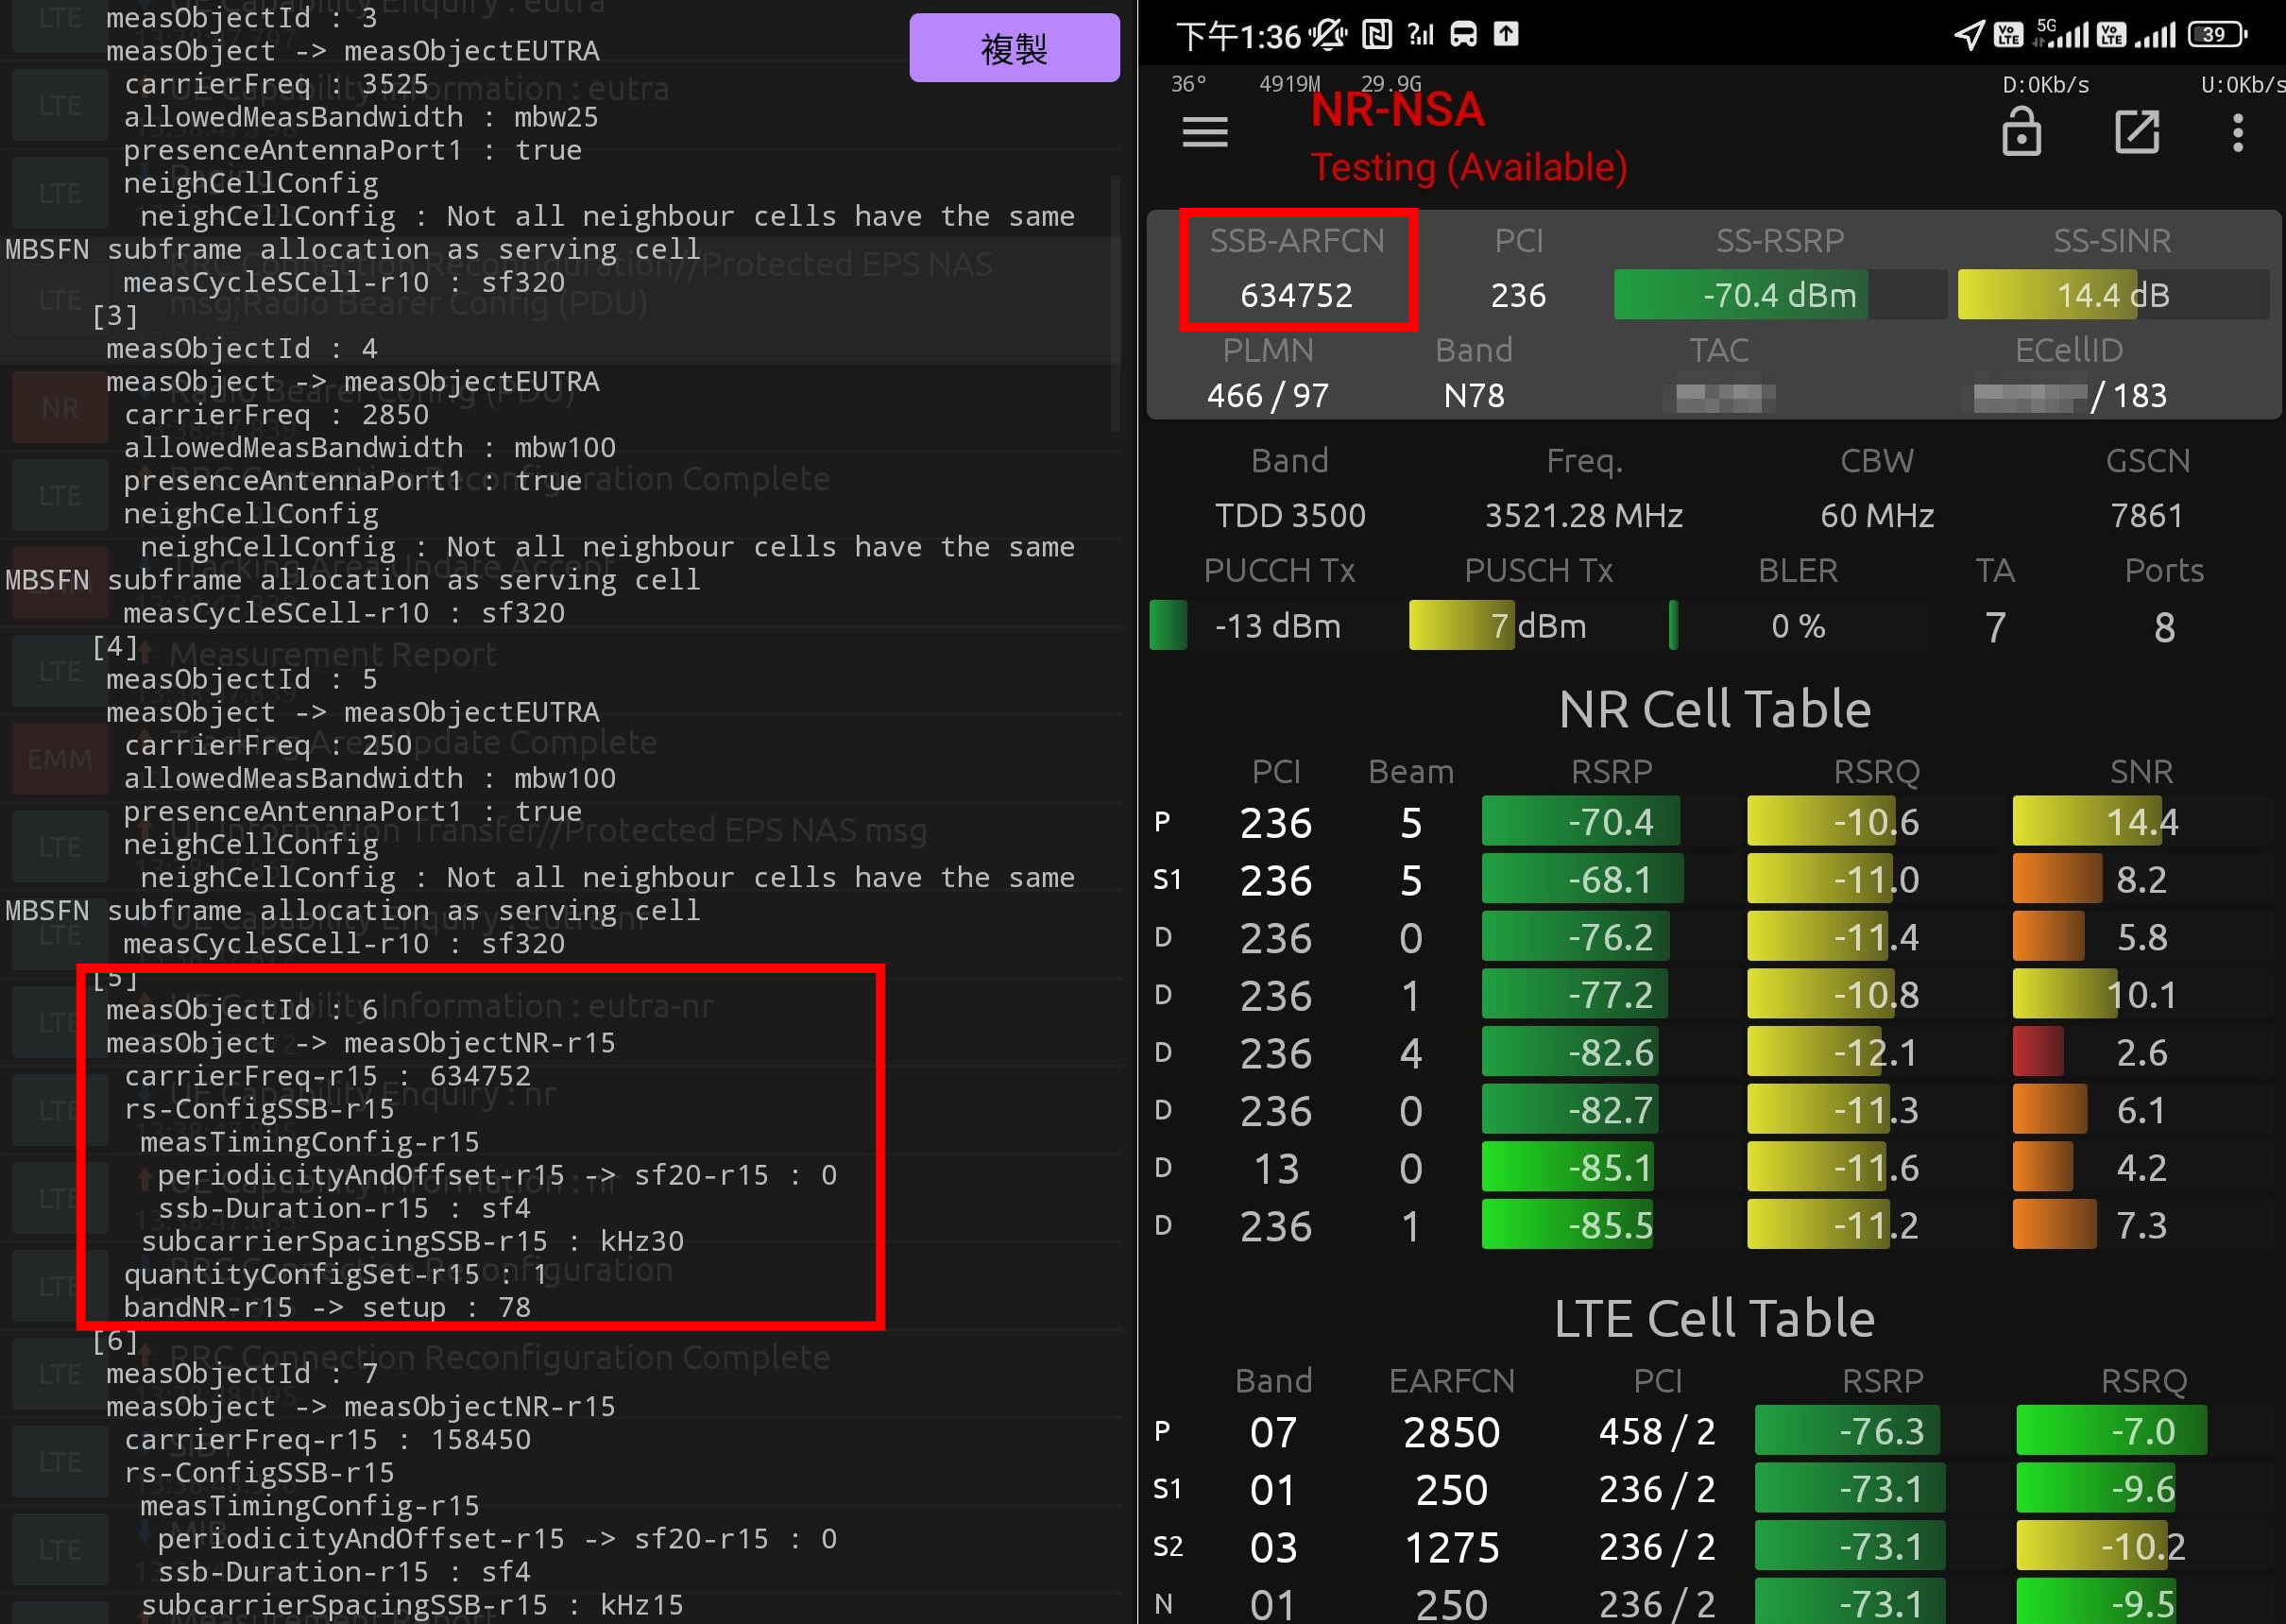 measObjectId : 3
measObject -> measObjectEUTRA
carrierFreq : 3525
allowedMeasBandwidth : mbw25
presenceAntennaPort1 : true
neighCellConfig
neighCellConfig : Not all neighbour cells have the same
MBSFN subframe allocation as serving cell
measCycleSCell-r10 : sf320
[3]
measObjectId : 4
measObject -> measObjectEUTRA
carrierFreq : 2850
allowedMeasBandwidth : mbw100
presenceAntennaPort1 : true
neighCellConfig
neighCellConfig : Not all neighbour cells have the same
MBSFN subframe allocation as serving cell
measCycleSCell-r10 : sf320
[4]
measObjectId : 5
measObject -> measObjectEUTRA
carrierFreq : 250
allowedMeasBandwidth : mbw100
presenceAntennaPort1 : true
neighCellConfig
neighCellConfig : Not all neighbour cells have the same
MBSFN subframe allocation as serving cell
measCycleSCell-r10 : sf320
[5]
measObjectId : 6
measObject -> measObjectNR-r15
carrierFreq-r15 : 634752
rs-ConfigSSB-r15
measTimingConfig-r15
periodicityAndOffset-r15 -> sf20-r15 : 0
ssb-Duration-r15 : sf4
subcarrierSpacingSSB-r15 : kHz30
quantityConfigSet-r15 : 1
bandNR-r15 -> setup : 78
[6]
measObjectId : 7
measObject -> measObjectNR-r15
carrierFreq-r15 : 158450
rs-ConfigSSB-r15
measTimingConfig-r15
periodicityAndOffset-r15 -> sf20-r15 : 0
ssb-Duration-r15 : sf4
subcarrierSpacingSSB-r15 : kHz15
複製
下午1:36 5G 39
36° 4919M 29.9G D:0Kb/s U:0Kb/s
NR-NSA
Testing (Available)
SSB-ARFCN PCI SS-RSRP SS-SINR
634752 236 -70.4 dBm 14.4 dB
PLMN Band TAC ECellID
466 / 97 N78 / 183
Band Freq. CBW GSCN
TDD 3500 3521.28 MHz 60 MHz 7861
PUCCH Tx PUSCH Tx BLER TA Ports
-13 dBm 7 dBm 0 % 7 8
NR Cell Table
PCI Beam RSRP RSRQ SNR
P 236 5 -70.4 -10.6 14.4
S1 236 5 -68.1 -11.0 8.2
D 236 0 -76.2 -11.4 5.8
D 236 1 -77.2 -10.8 10.1
D 236 4 -82.6 -12.1 2.6
D 236 0 -82.7 -11.3 6.1
D 13 0 -85.1 -11.6 4.2
D 236 1 -85.5 -11.2 7.3
LTE Cell Table
Band EARFCN PCI RSRP RSRQ
P 07 2850 458 / 2 -76.3 -7.0
S1 01 250 236 / 2 -73.1 -9.6
S2 03 1275 236 / 2 -73.1 -10.2
N 01 250 236 / 2 -73.1 -9.5